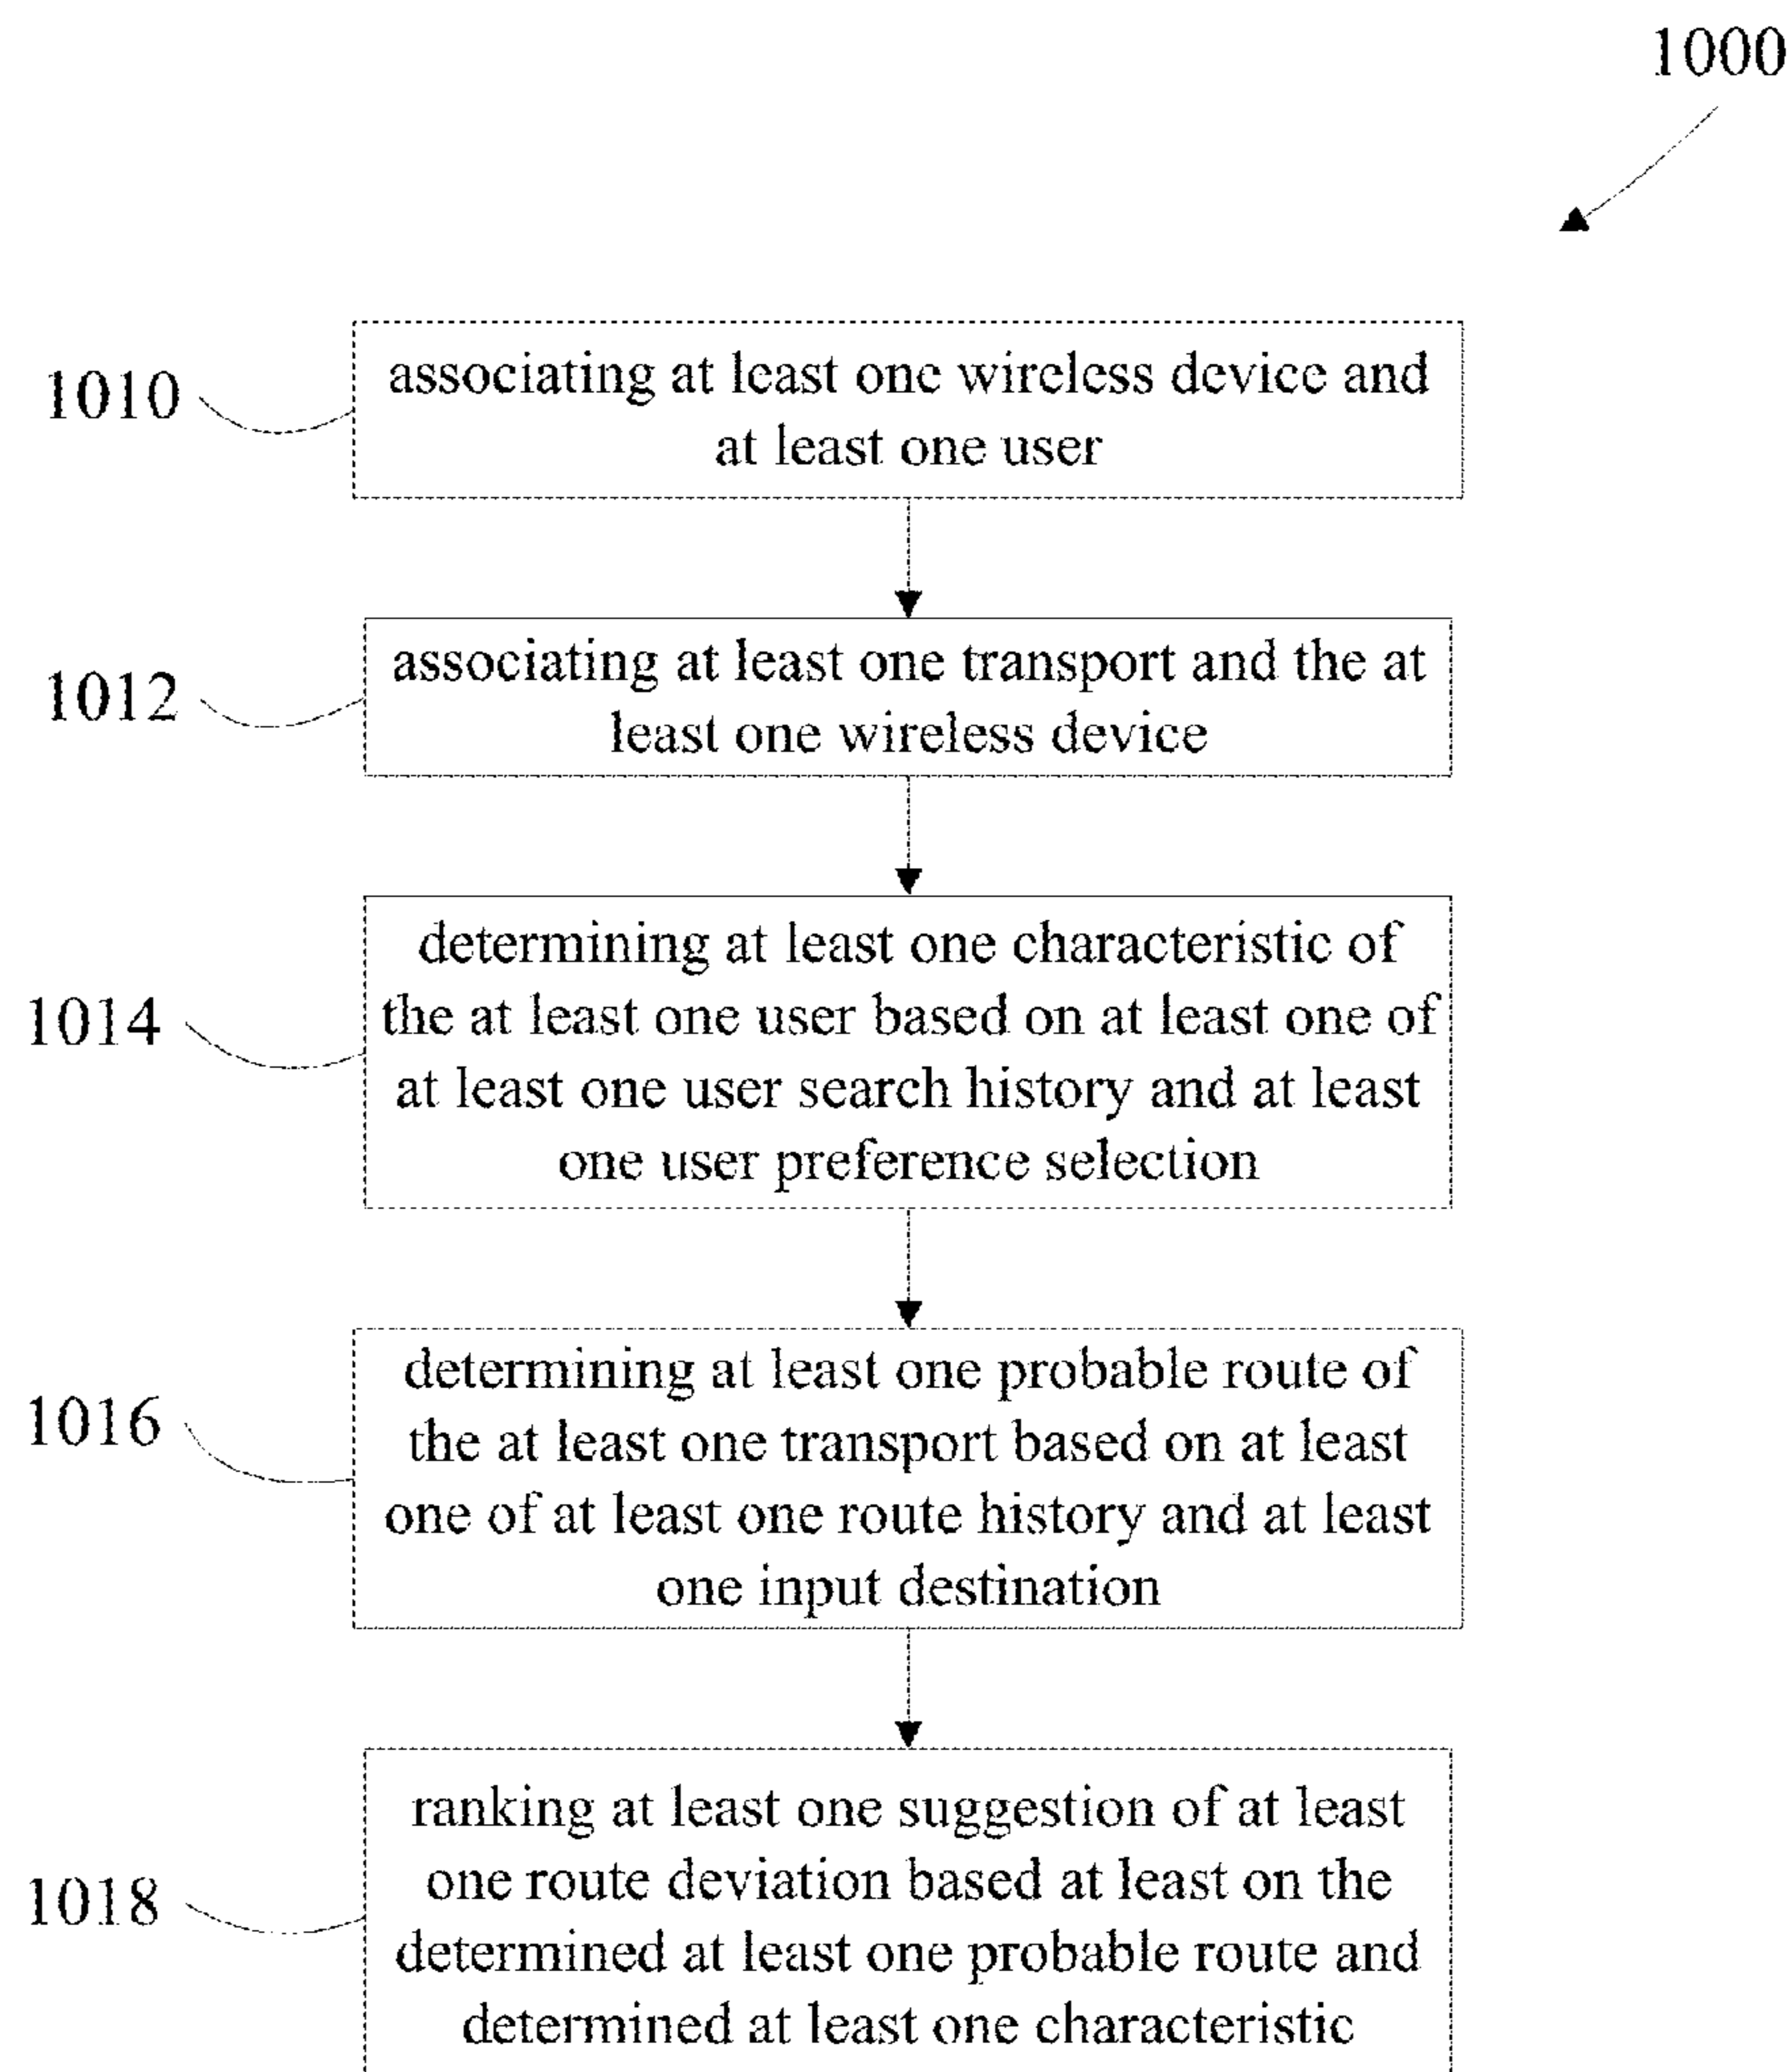 1000
1010
associating at least one wireless device and
at least one user
1012
associating at least one transport and the at
least one wireless device
1014
determining at least one characteristic of
the at least one user based on at least one of
at least one user search history and at least
one user preference selection
1016
determining at least one probable route of
the at least one transport based on at least
one of at least one route history and at least
one input destination
1018
ranking at least one suggestion of at least
one route deviation based at least on the
determined at least one probable route and
determined at least one characteristic